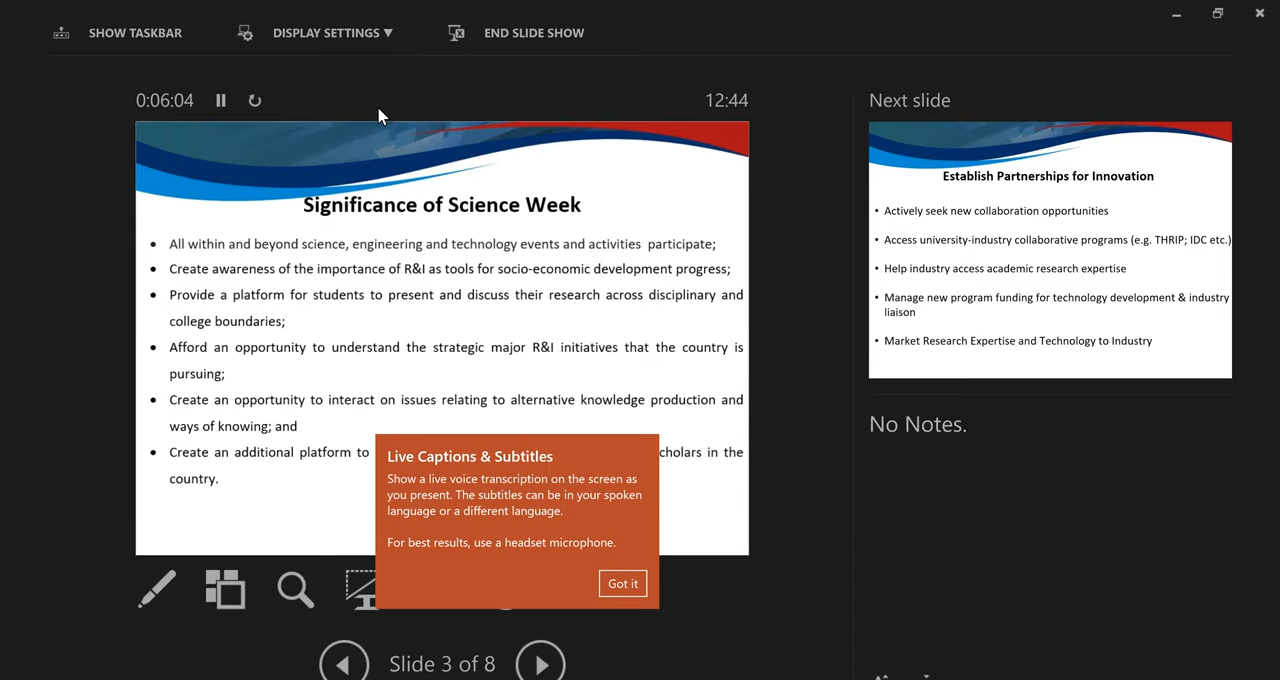 SHOW TASKBAR DISPLAY SETTINGS ▼ END SLIDE SHOW
0:06:04 12:44
Significance of Science Week
• All within and beyond science, engineering and technology events and activities participate;
• Create awareness of the importance of R&I as tools for socio-economic development progress;
• Provide a platform for students to present and discuss their research across disciplinary and
college boundaries;
• Afford an opportunity to understand the strategic major R&I initiatives that the country is
pursuing;
• Create an opportunity to interact on issues relating to alternative knowledge production and
ways of knowing; and
• Create an additional platform to cholars in the
country.
Live Captions & Subtitles
Show a live voice transcription on the screen as
you present. The subtitles can be in your spoken
language or a different language.
For best results, use a headset microphone.
Got it
Slide 3 of 8
Next slide
Establish Partnerships for Innovation
• Actively seek new collaboration opportunities
• Access university-industry collaborative programs (e.g. THRIP; IDC etc.)
• Help industry access academic research expertise
• Manage new program funding for technology development & industry
liaison
• Market Research Expertise and Technology to Industry
No Notes.